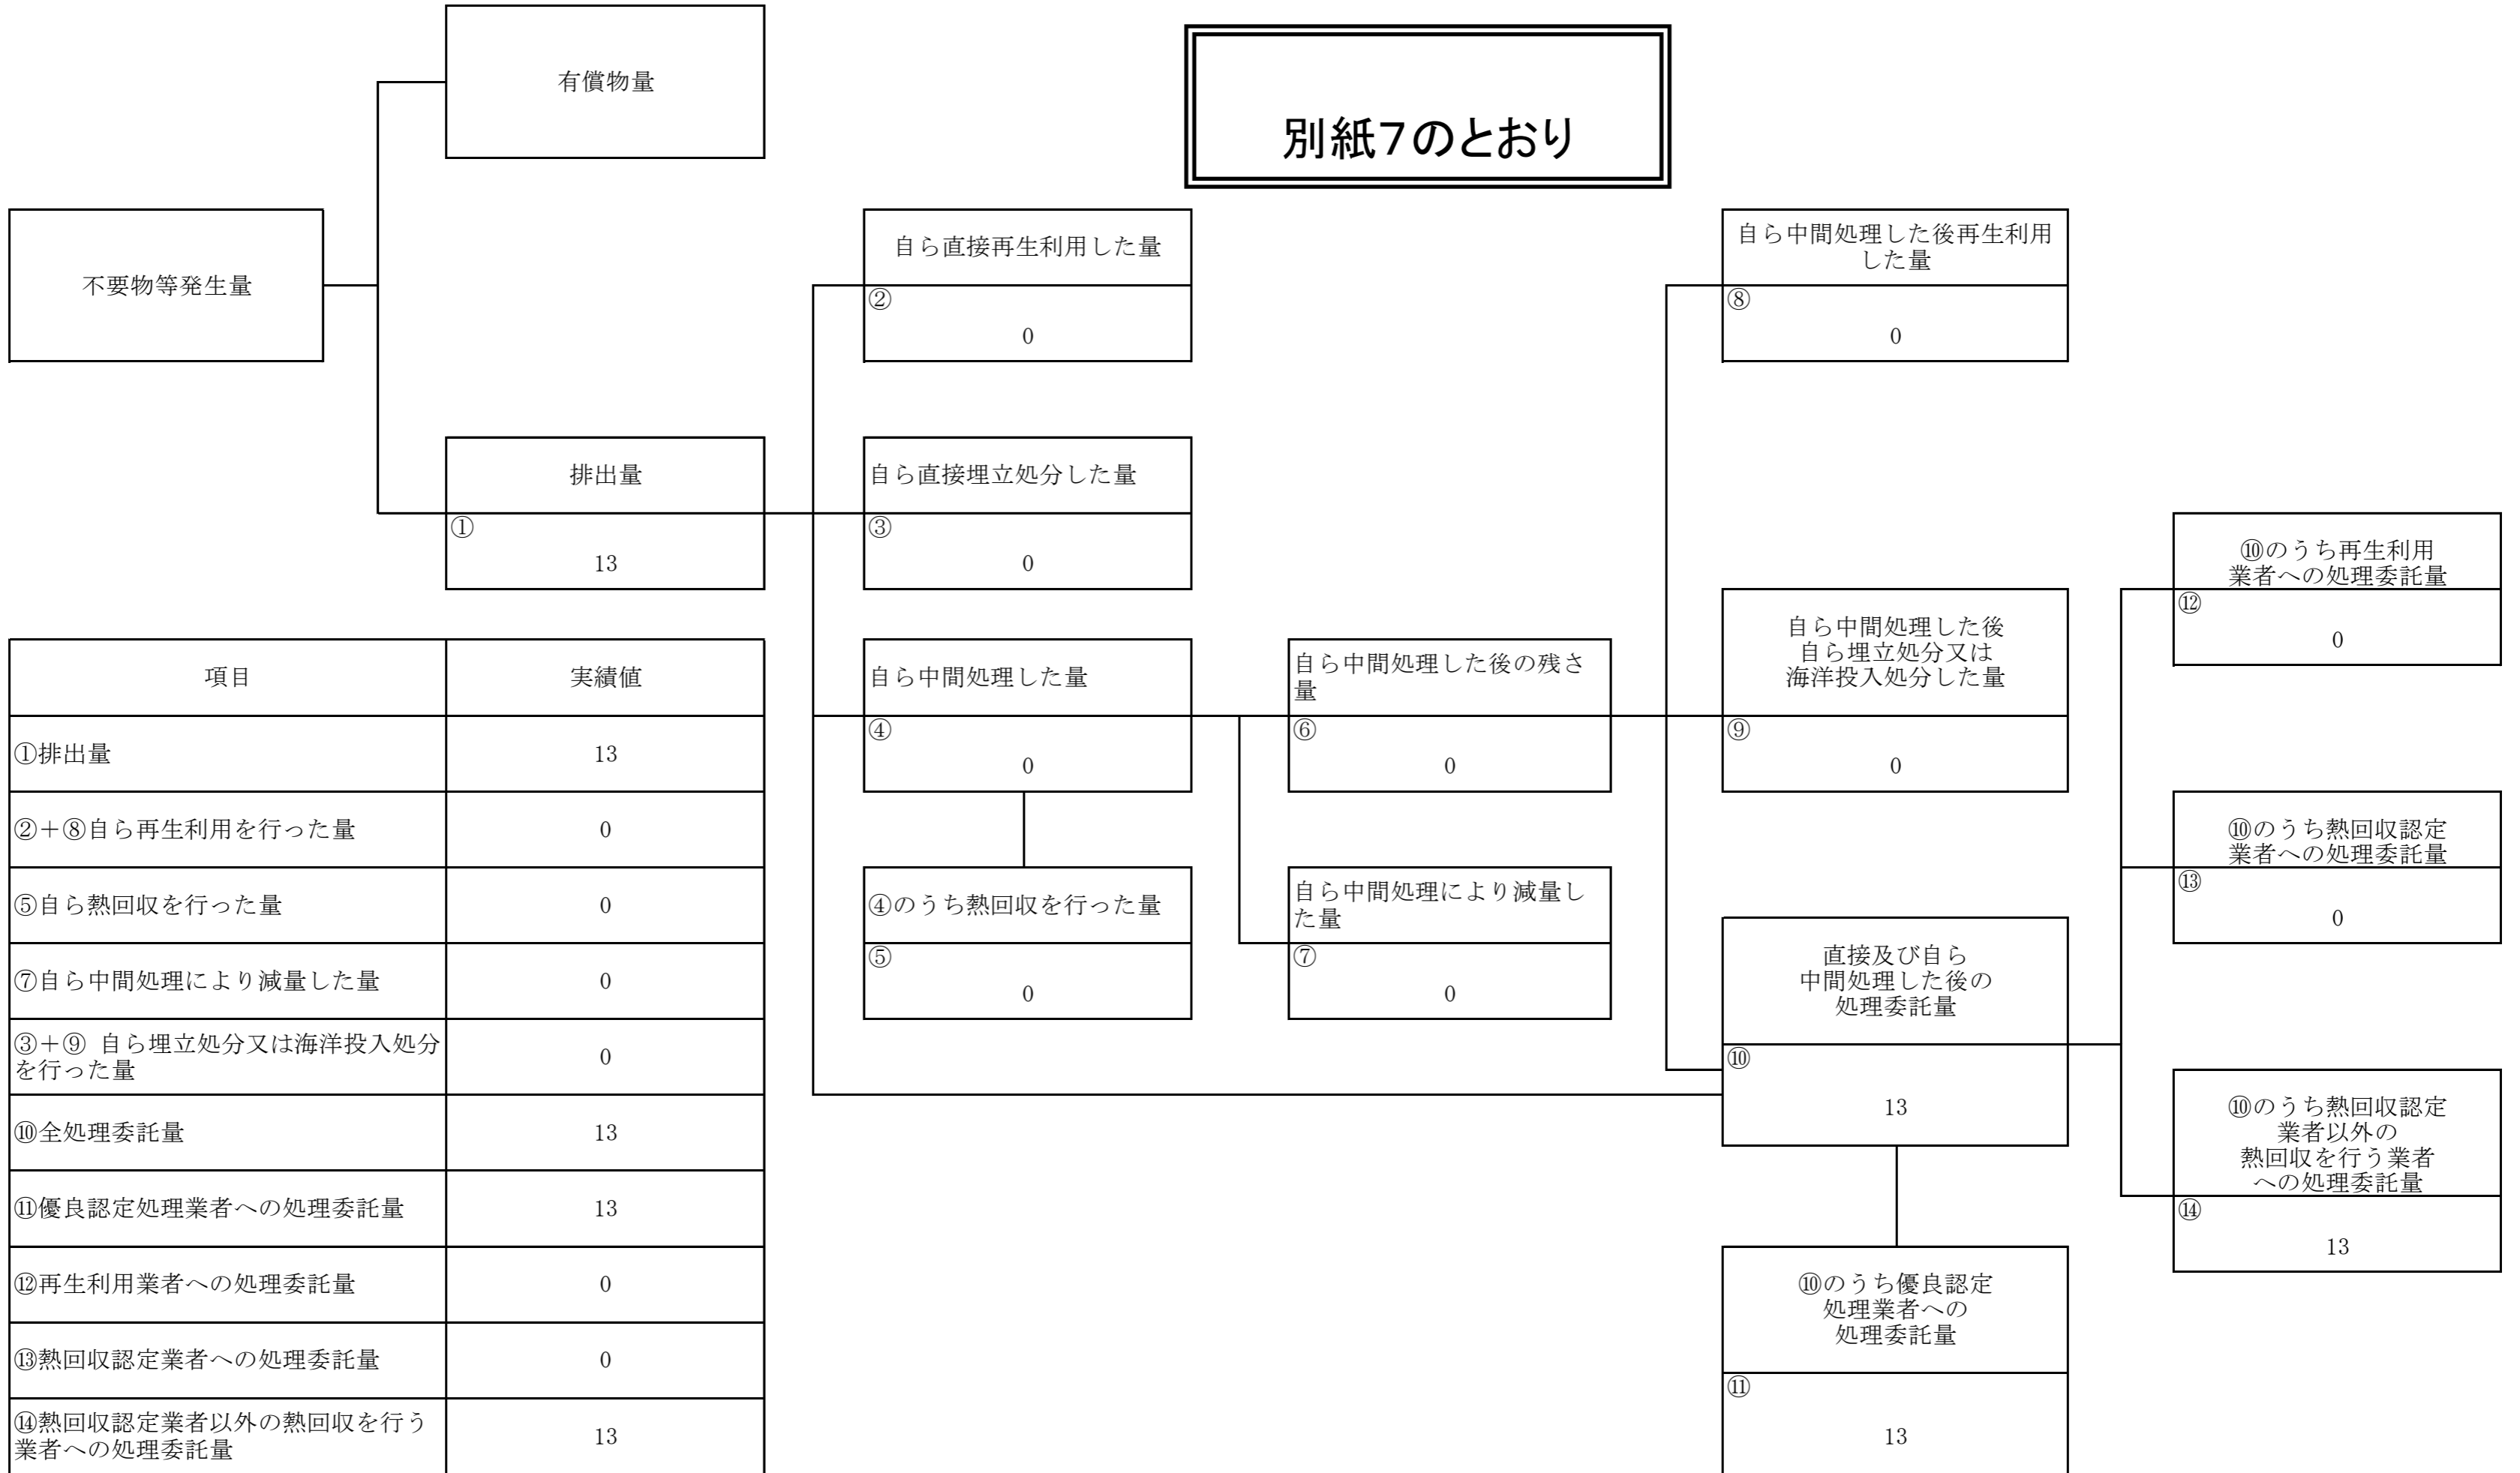 有償物量
別紙7のとおり
不要物等発生量
自ら直接再生利用した量
②
0
自ら中間処理した後再生利用
した量
⑧
0
排出量
①
13
自ら直接埋立処分した量
③
0
⑩のうち再生利用
業者への処理委託量
⑫
0
自ら中間処理した量
④
0
自ら中間処理した後の残さ
量
⑥
0
自ら中間処理した後
自ら埋立処分又は
海洋投入処分した量
⑨
0
⑩のうち熱回収認定
業者への処理委託量
⑬
0
④のうち熱回収を行った量
⑤
0
自ら中間処理により減量し
た量
⑦
0
直接及び自ら
中間処理した後の
処理委託量
⑩
13
⑩のうち熱回収認定
業者以外の
熱回収を行う業者
への処理委託量
⑭
13
⑩のうち優良認定
処理業者への
処理委託量
⑪
13
項目 実績値
①排出量 13
②＋⑧自ら再生利用を行った量 0
⑤自ら熱回収を行った量 0
⑦自ら中間処理により減量した量 0
③＋⑨ 自ら埋立処分又は海洋投入処分
を行った量 0
⑩全処理委託量 13
⑪優良認定処理業者への処理委託量 13
⑫再生利用業者への処理委託量 0
⑬熱回収認定業者への処理委託量 0
⑭熱回収認定業者以外の熱回収を行う
業者への処理委託量 13